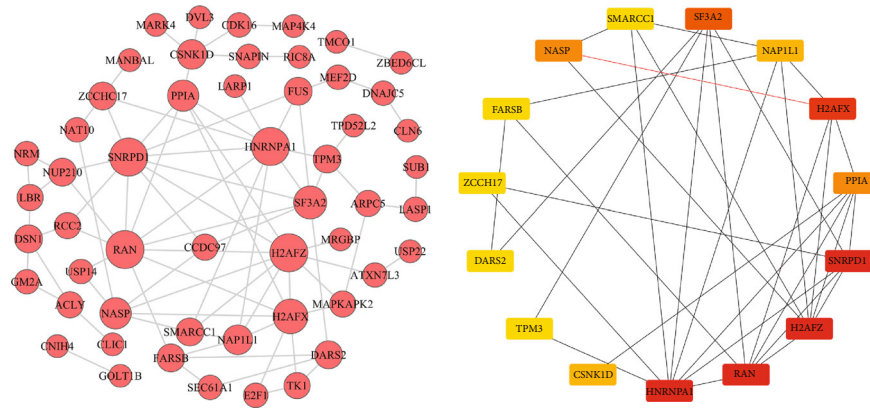 DVL3
MARK4
CDK16
MAP4K4
CSNK1D
TMCO1
MANBAL
SNAPIN
RIC8A
ZBED6CL
LARP1
MEF2D
ZCCHC17
PPIA
FUS
DNAJC5
NAT10
TPD52L2
CLN6
HNRNPA1
NRM
SNRPD1
TPM3
SUB1
NUP210
LBR
SF3A2
ARPC5
LASP1
RCC2
DSN1
CCDC97
MRGBP
RAN
H2AFZ
USP22
USP14
ATXN7L3
GM2A
ACLY
NASP
MAPKAPK2
H2AFX
SMARCC1
NAP1L1
CLIC1
CNIH4
FARSB
DARS2
GOLT1B
SEC61A1
TK1
E2F1
SMARCC1
SF3A2
NASP
NAP1L1
FARSB
H2AFX
ZCCH17
PPIA
DARS2
SNRPD1
TPM3
H2AFZ
CSNK1D
RAN
HNRNPA1